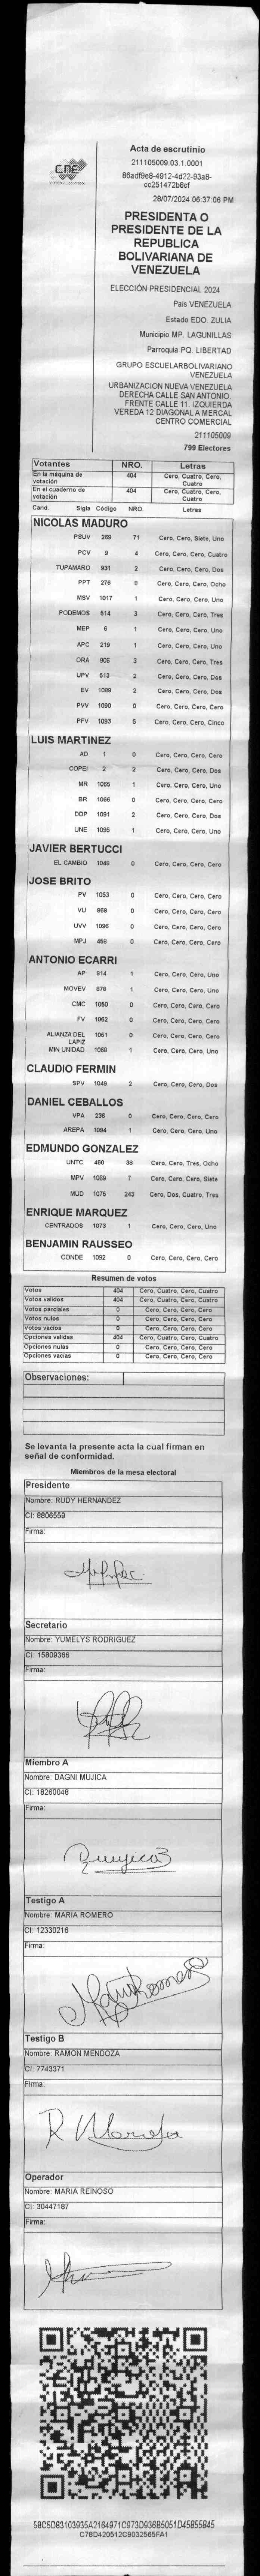 CNE
Acta de escrutinio
211105009.03.1.0001
86adf9e8-4912-4d22-93a8-
cc251472b8cf
28/07/2024 06:37:06 PM
PRESIDENTA O
PRESIDENTE DE LA
REPUBLICA
BOLIVARIANA DE
VENEZUELA
ELECCIÓN PRESIDENCIAL 2024
País VENEZUELA
Estado EDO. ZULIA
Municipio MP. LAGUNILLAS
Parroquia PQ. LIBERTAD
GRUPO ESCUELARBOLIVARIANO
VENEZUELA
URBANIZACION NUEVA VENEZUELA
DERECHA CALLE SAN ANTONIO.
FRENTE CALLE 11. IZQUIERDA
VEREDA 12 DIAGONAL A MERCAL
CENTRO COMERCIAL
211105009
799 Electores
Votantes NRO. Letras
En la máquina de votación 404 Cero, Cuatro, Cero, Cuatro
En el cuaderno de votación 404 Cero, Cuatro, Cero, Cuatro
Cand. Sigla Código NRO. Letras
NICOLAS MADURO
PSUV 269 71 Cero, Cero, Siete, Uno
PCV 9 4 Cero, Cero, Cero, Cuatro
TUPAMARO 931 2 Cero, Cero, Cero, Dos
PPT 276 8 Cero, Cero, Cero, Ocho
MSV 1017 1 Cero, Cero, Cero, Uno
PODEMOS 514 3 Cero, Cero, Cero, Tres
MEP 6 1 Cero, Cero, Cero, Uno
APC 219 1 Cero, Cero, Cero, Uno
ORA 906 3 Cero, Cero, Cero, Tres
UPV 513 2 Cero, Cero, Cero, Dos
EV 1089 2 Cero, Cero, Cero, Dos
PVV 1090 0 Cero, Cero, Cero, Cero
PFV 1093 5 Cero, Cero, Cero, Cinco
LUIS MARTINEZ
AD 1 0 Cero, Cero, Cero, Cero
COPEI 2 2 Cero, Cero, Cero, Dos
MR 1065 1 Cero, Cero, Cero, Uno
BR 1066 0 Cero, Cero, Cero, Cero
DDP 1091 2 Cero, Cero, Cero, Dos
UNE 1095 1 Cero, Cero, Cero, Uno
JAVIER BERTUCCI
EL CAMBIO 1048 0 Cero, Cero, Cero, Cero
JOSE BRITO
PV 1053 0 Cero, Cero, Cero, Cero
VU 868 0 Cero, Cero, Cero, Cero
UVV 1096 0 Cero, Cero, Cero, Cero
MPJ 458 0 Cero, Cero, Cero, Cero
ANTONIO ECARRI
AP 814 1 Cero, Cero, Cero, Uno
MOVEV 878 1 Cero, Cero, Cero, Uno
CMC 1050 0 Cero, Cero, Cero, Cero
FV 1062 0 Cero, Cero, Cero, Cero
ALIANZA DEL LAPIZ 1051 0 Cero, Cero, Cero, Cero
MIN UNIDAD 1068 1 Cero, Cero, Cero, Uno
CLAUDIO FERMIN
SPV 1049 2 Cero, Cero, Cero, Dos
DANIEL CEBALLOS
VPA 236 0 Cero, Cero, Cero, Cero
AREPA 1094 1 Cero, Cero, Cero, Uno
EDMUNDO GONZALEZ
UNTC 460 38 Cero, Cero, Tres, Ocho
MPV 1069 7 Cero, Cero, Cero, Siete
MUD 1075 243 Cero, Dos, Cuatro, Tres
ENRIQUE MARQUEZ
CENTRADOS 1073 1 Cero, Cero, Cero, Uno
BENJAMIN RAUSSEO
CONDE 1092 0 Cero, Cero, Cero, Cero
Resumen de votos
Votos 404 Cero, Cuatro, Cero, Cuatro
Votos validos 404 Cero, Cuatro, Cero, Cuatro
Votos parciales 0 Cero, Cero, Cero, Cero
Votos nulos 0 Cero, Cero, Cero, Cero
Votos vacios 0 Cero, Cero, Cero, Cero
Opciones validas 404 Cero, Cuatro, Cero, Cuatro
Opciones nulas 0 Cero, Cero, Cero, Cero
Opciones vacias 0 Cero, Cero, Cero, Cero
Observaciones:
Se levanta la presente acta la cual firman en
señal de conformidad.
Miembros de la mesa electoral
Presidente
Nombre: RUDY HERNANDEZ
CI: 8806559
Firma:
Secretario
Nombre: YUMELYS RODRIGUEZ
CI: 15809366
Firma:
Miembro A
Nombre: DAGNI MUJICA
CI: 18260048
Firma:
Testigo A
Nombre: MARIA ROMERO
CI: 12330216
Firma:
Testigo B
Nombre: RAMON MENDOZA
CI: 7743371
Firma:
Operador
Nombre: MARIA REINOSO
CI: 30447187
Firma:
58C5D83103935A2164971C973D936B5051D45855845
C78D420512C9032565FA1